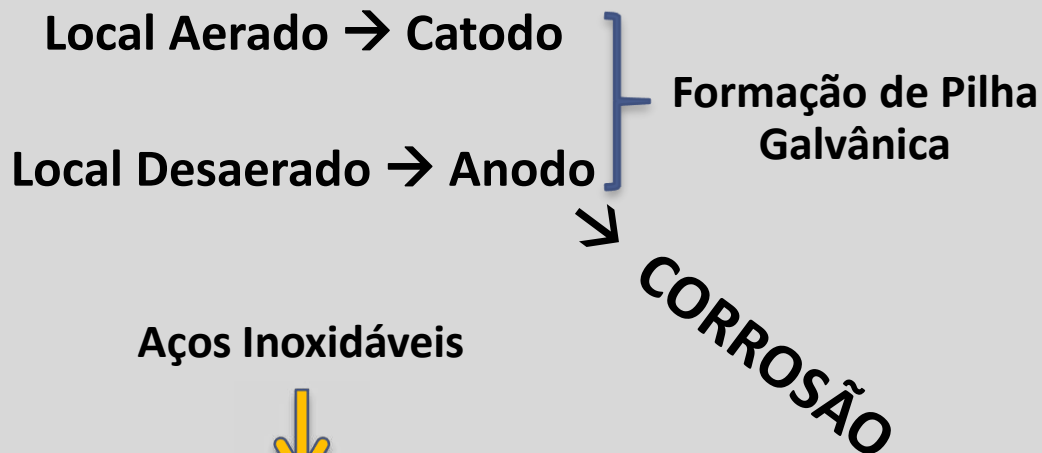 Local Aerado → Catodo
Formação de Pilha
Galvânica
Local Desaerado → Anodo
→ CORROSÃO
Aços Inoxidáveis